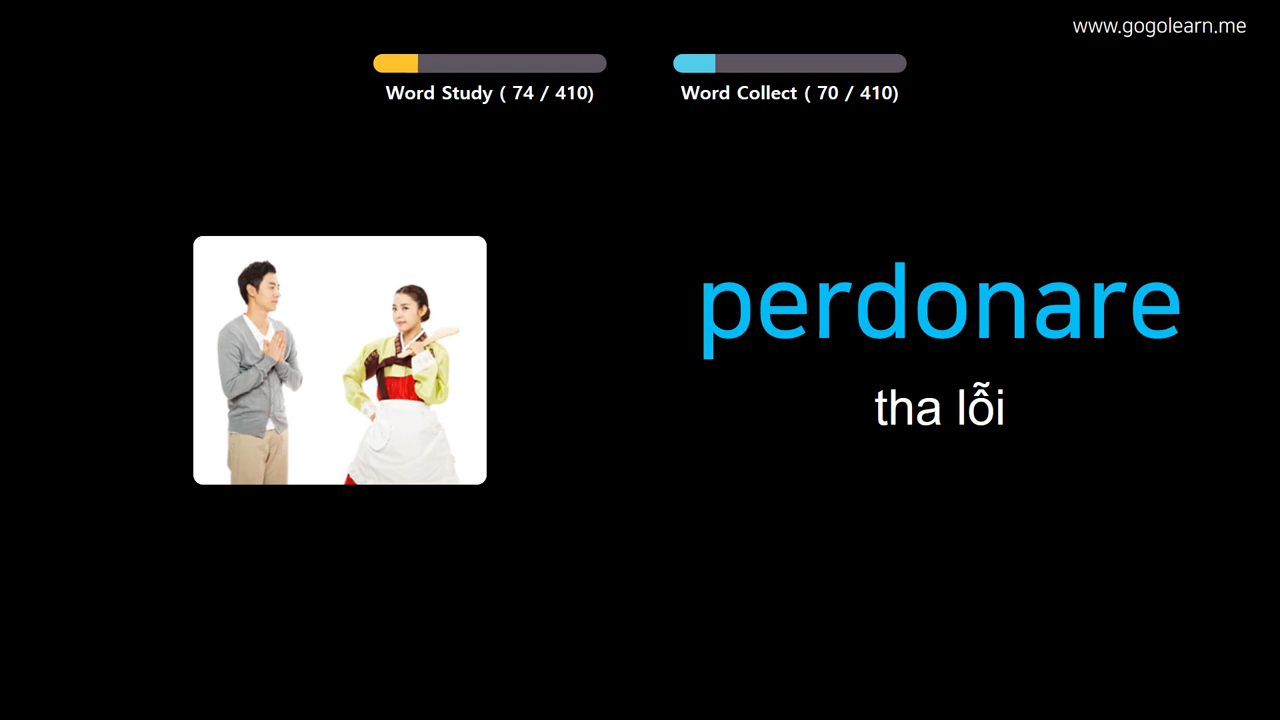 www.gogolearn.me
Word Study ( 74 / 410)
Word Collect ( 70 / 410)
perdonare
tha lỗi